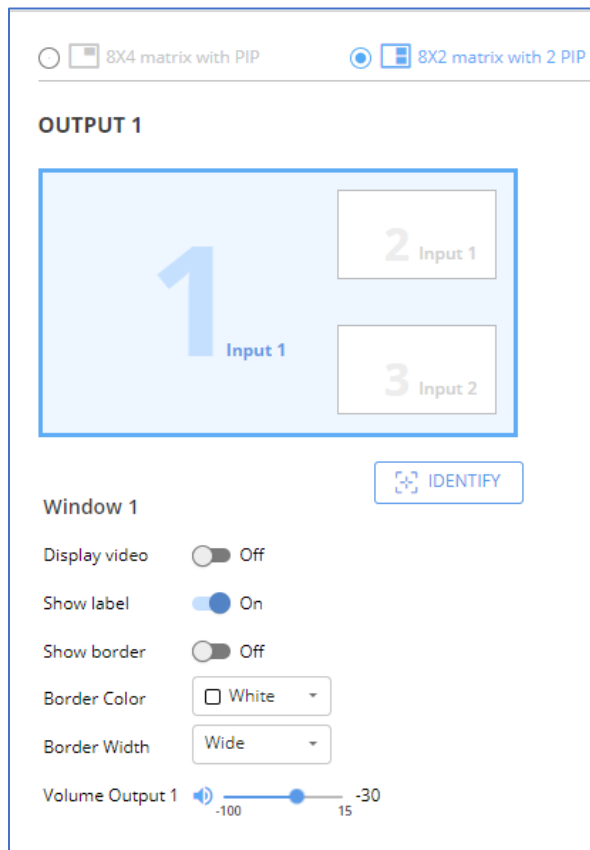 8X4 matrix with PIP 8X2 matrix with 2 PIP
OUTPUT 1
1 Input 1
2 Input 1
3 Input 2
IDENTIFY
Window 1
Display video Off
Show label On
Show border Off
Border Color White
Border Width Wide
Volume Output 1 -30
-100 15